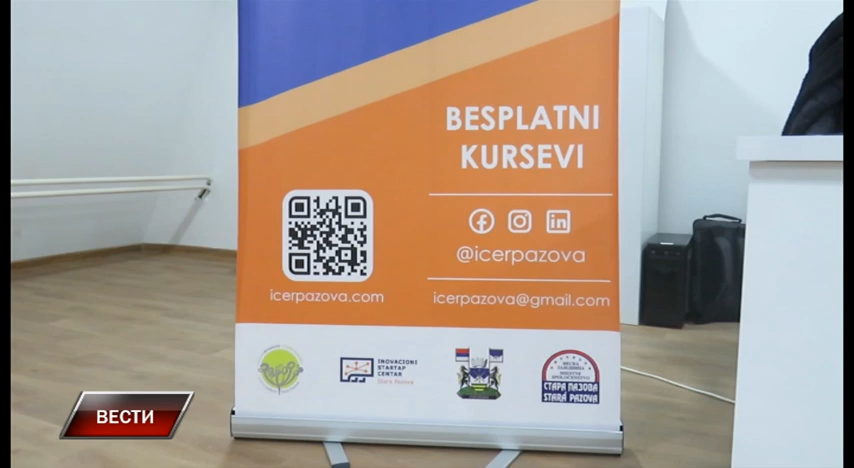 BESPLATNI
KURSEVI
@icerpazova
icerpazova.com
icerpazova@gmail.com
INOVACIONI
STARTAP
CENTAR
Stara Pazova
СТАРА ПАЗОВА
STARÁ PAZOVA
ВЕСТИ